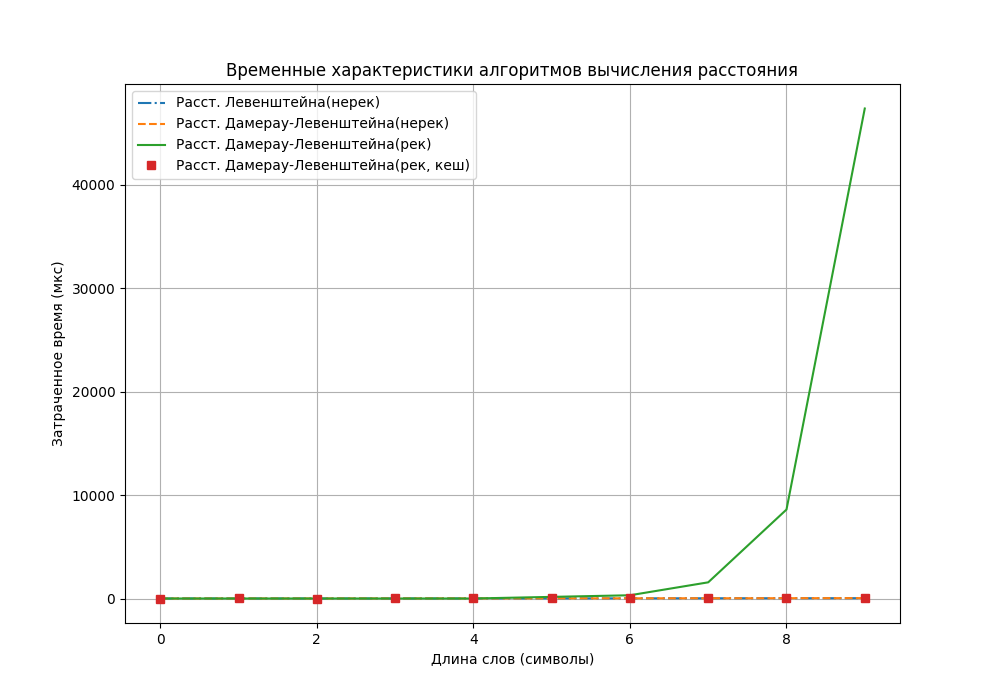 Временные характеристики алгоритмов вычисления расстояния
Расст. Левенштейна(нерек)
Расст. Дамерау-Левенштейна(нерек)
Расст. Дамерау-Левенштейна(рек)
Расст. Дамерау-Левенштейна(рек, кеш)
Затраченное время (мкс)
40000
30000
20000
10000
0
0 2 4 6 8
Длина слов (символы)